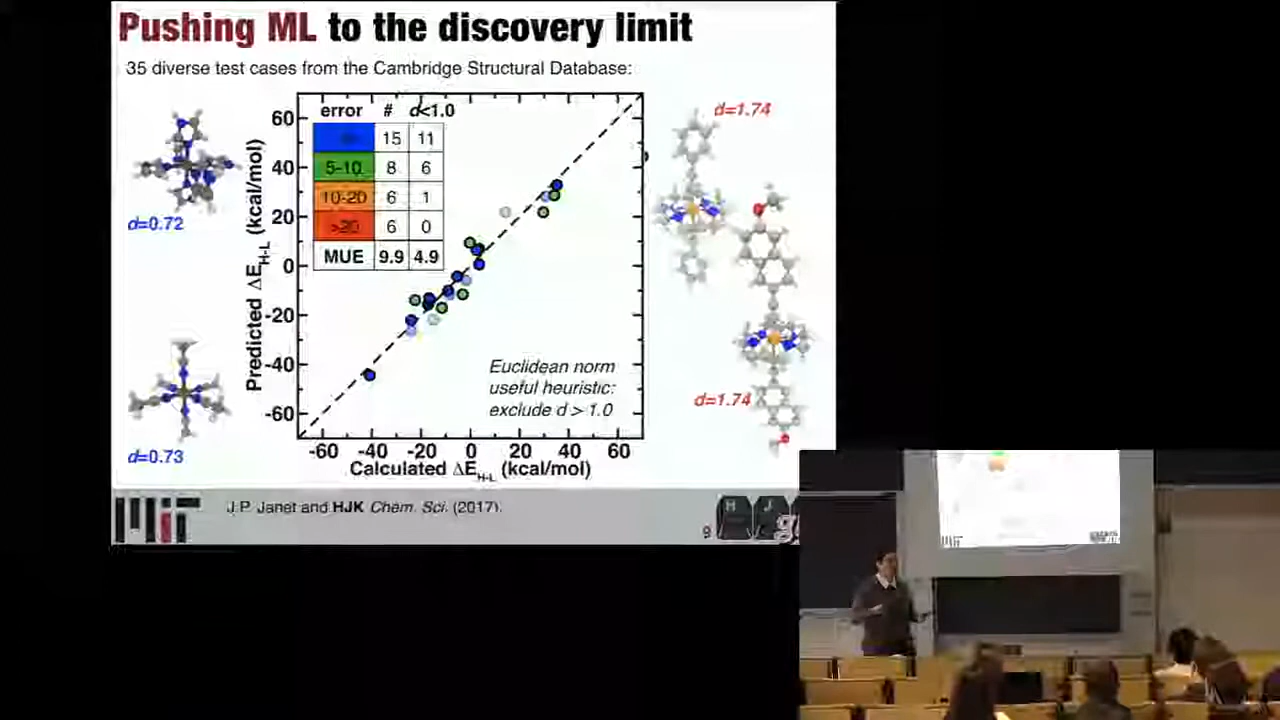 Pushing ML to the discovery limit
35 diverse test cases from the Cambridge Structural Database:
d=0.72
d=0.73
error # d<1.0
15 11
5-10 8 6
10-20 6 1
>20 6 0
MUE 9.9 4.9
60
40
20
0
-20
-40
-60
Predicted ΔE_H-L (kcal/mol)
Euclidean norm
useful heuristic:
exclude d > 1.0
-60 -40 -20 0 20 40 60
Calculated ΔE_H-L (kcal/mol)
d=1.74
d=1.74
MIT
J.P. Janet and HJK Chem. Sci. (2017).
9
H J